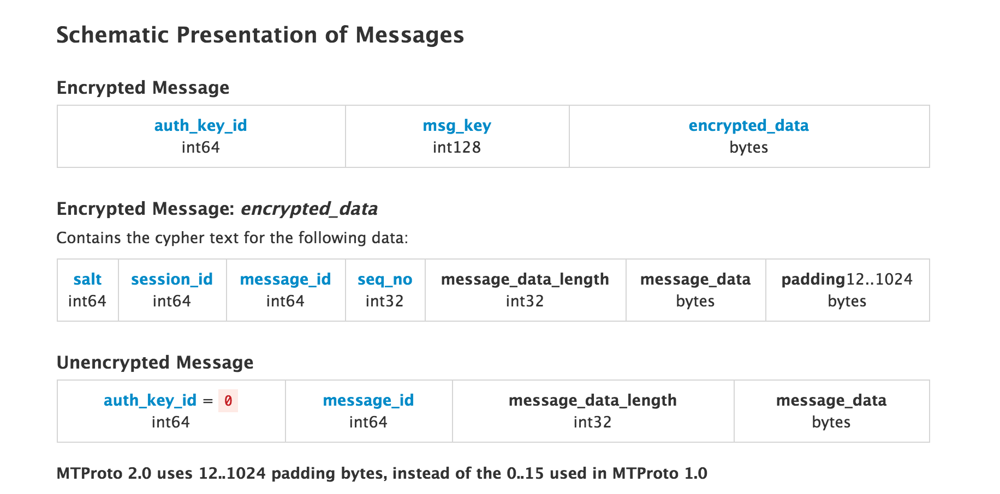 Schematic Presentation of Messages
Encrypted Message
auth_key_id msg_key encrypted_data
int64 int128 bytes
Encrypted Message: encrypted_data
Contains the cypher text for the following data:
salt session_id message_id seq_no message_data_length message_data padding12..1024
int64 int64 int64 int32 int32 bytes bytes
Unencrypted Message
auth_key_id = 0 message_id message_data_length message_data
int64 int64 int32 bytes
MTProto 2.0 uses 12..1024 padding bytes, instead of the 0..15 used in MTProto 1.0